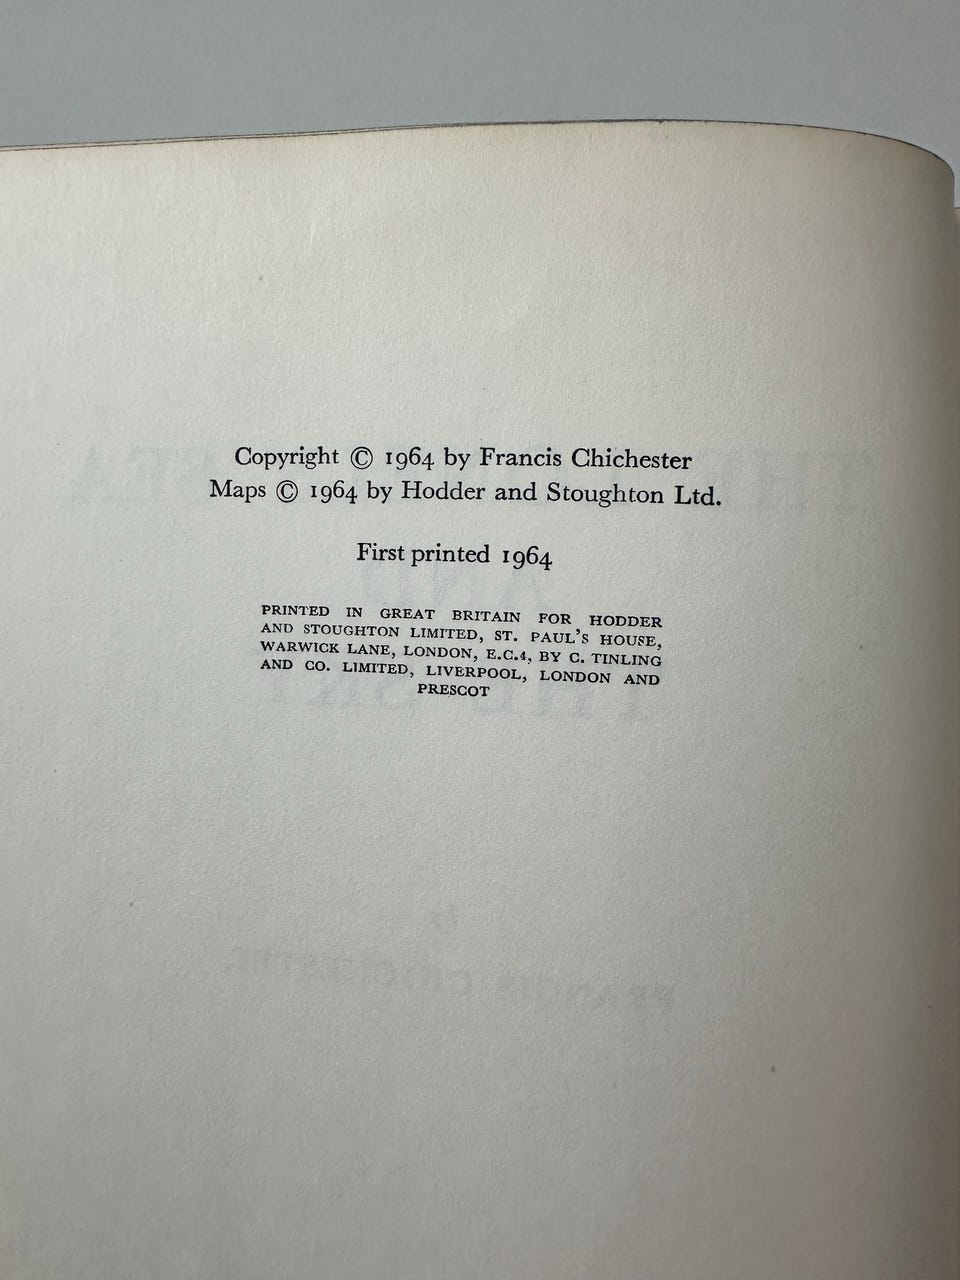 Copyright © 1964 by Francis Chichester
Maps © 1964 by Hodder and Stoughton Ltd.
First printed 1964
PRINTED IN GREAT BRITAIN FOR HODDER
AND STOUGHTON LIMITED, ST. PAUL'S HOUSE,
WARWICK LANE, LONDON, E.C.4, BY C. TINLING
AND CO. LIMITED, LIVERPOOL, LONDON AND
PRESCOT